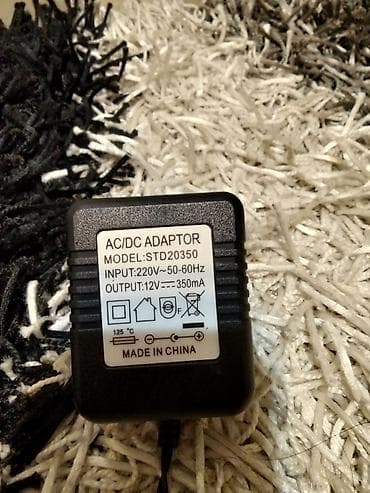 AC/DC ADAPTOR
MODEL:STD20350
INPUT:220V~50-60Hz
OUTPUT:12V⎓350mA
F
125 °C
MADE IN CHINA